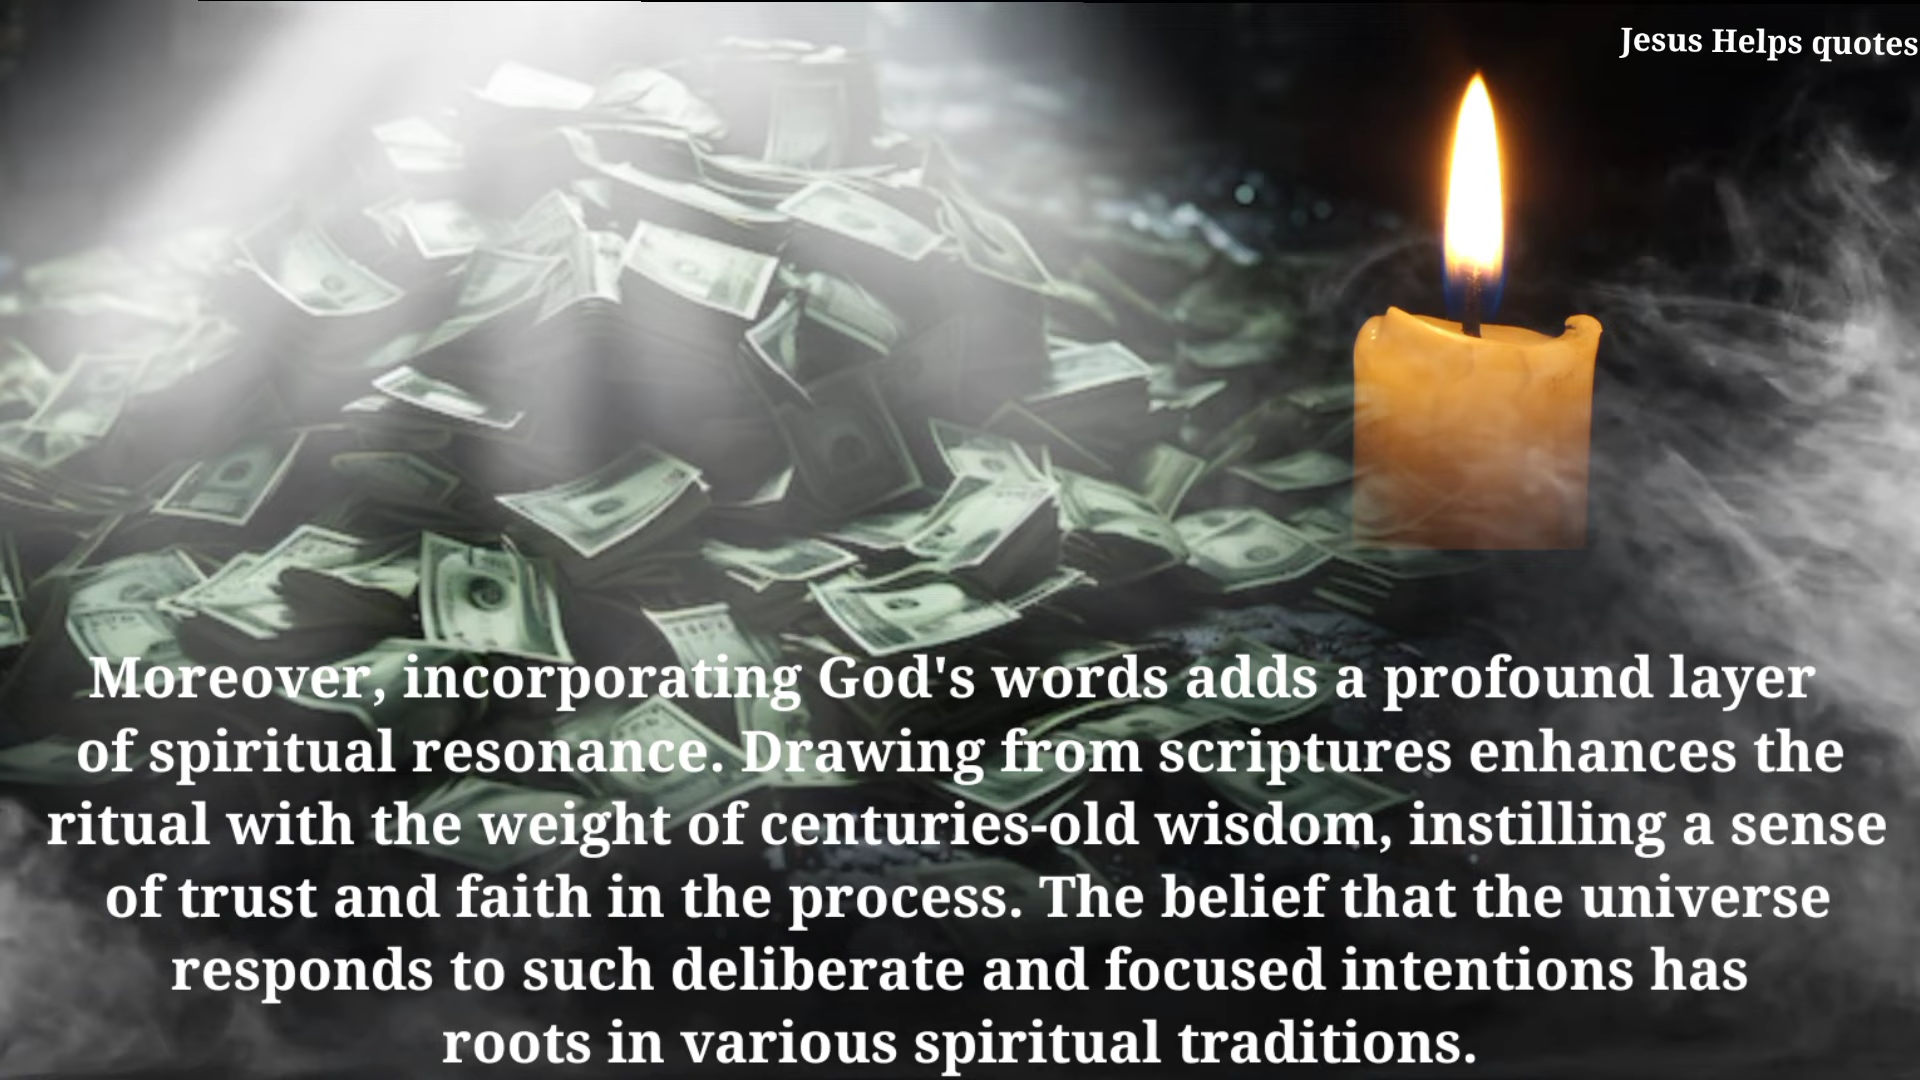 Jesus Helps quotes
Moreover, incorporating God's words adds a profound layer
of spiritual resonance. Drawing from scriptures enhances the
ritual with the weight of centuries-old wisdom, instilling a sense
of trust and faith in the process. The belief that the universe
responds to such deliberate and focused intentions has
roots in various spiritual traditions.